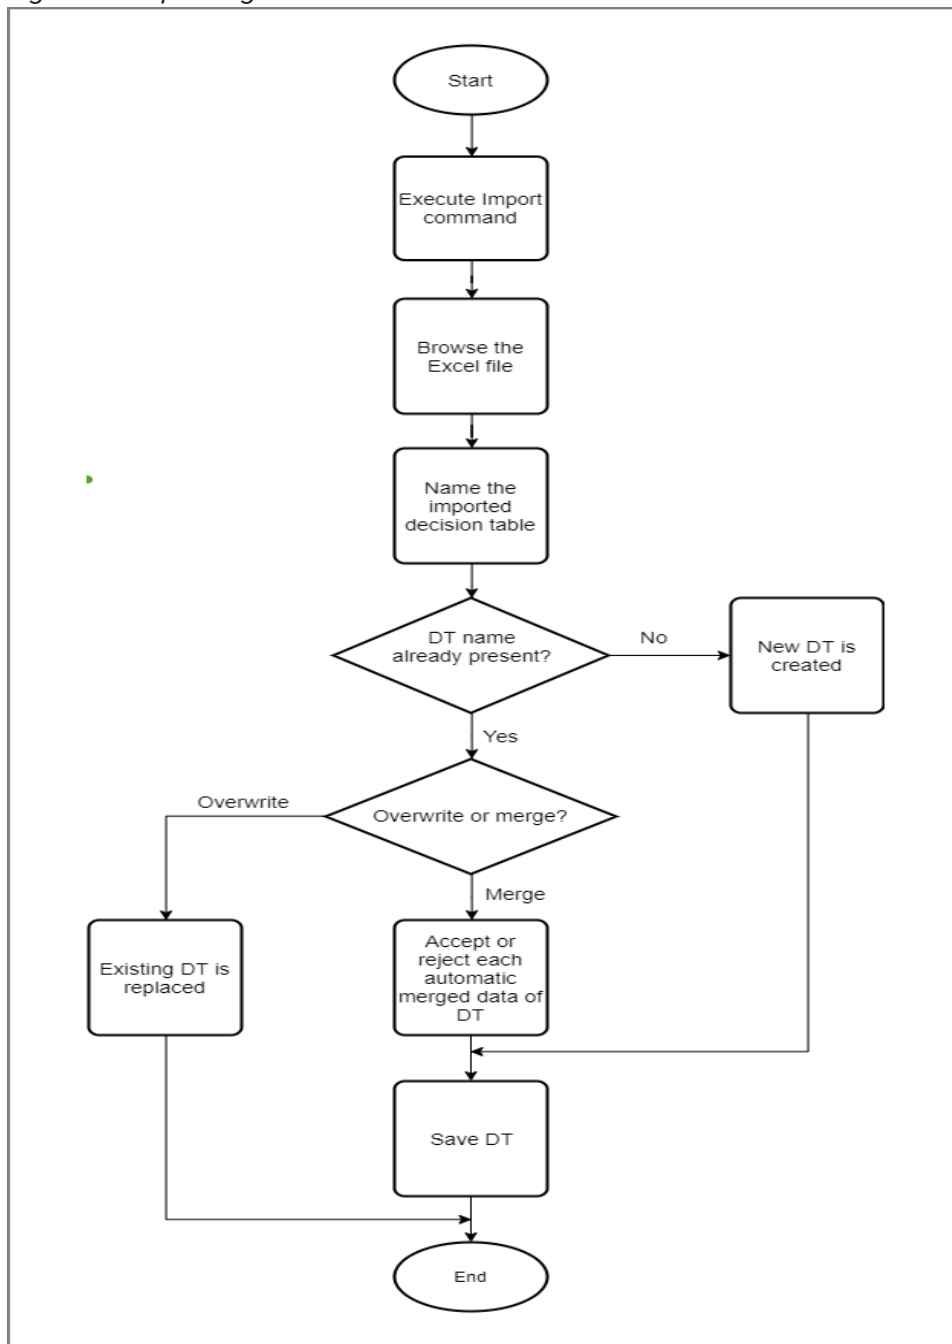 Start
Execute Import
command
Browse the
Excel file
Name the
imported
decision table
DT name
already present?
No
New DT is
created
Yes
Overwrite
Overwrite or merge?
Merge
Existing DT is
replaced
Accept or
reject each
automatic
merged data of
DT
Save DT
End